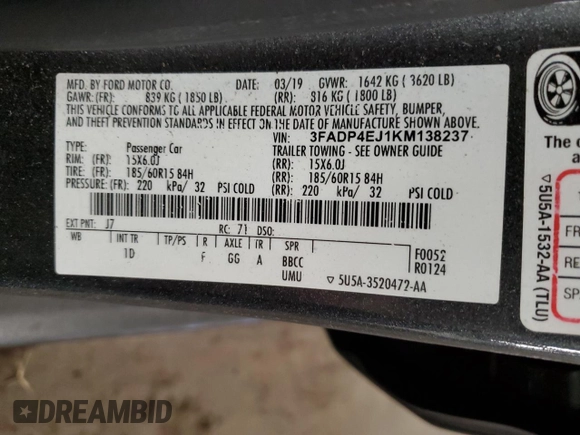 MFD. BY FORD MOTOR CO.
DATE: 03/19 GVWR: 1642 KG ( 3620 LB)
GAWR:(FR): 839 KG ( 1850 LB) (RR): 816 KG ( 1800 LB)
THIS VEHICLE CONFORMS TO ALL APPLICABLE FEDERAL MOTOR VEHICLE SAFETY, BUMPER,
AND THEFT PREVENTION STANDARDS IN EFFECT ON THE DATE OF MANUFACTURE SHOWN ABOVE.
VIN: 3FADP4EJ1KM138237
TYPE: Passenger Car TRAILER TOWING - SEE OWNER GUIDE
RIM: (FR): 15X6.0J (RR): 15X6.0J
TIRE: (FR): 185/60R15 84H (RR): 185/60R15 84H
PRESSURE:(FR): 220 kPa/ 32 PSI COLD (RR): 220 kPa/ 32 PSI COLD
EXT PNT: J7 RC: 71 DSO:
WB INT TR TP/PS R AXLE TR SPR
1D F GG A BBCC
UMU
F0052
R0124
▽5U5A-3520472-AA
▽5U5A-1532-AA (TLU)
FR
RE
SP
DREAMBID